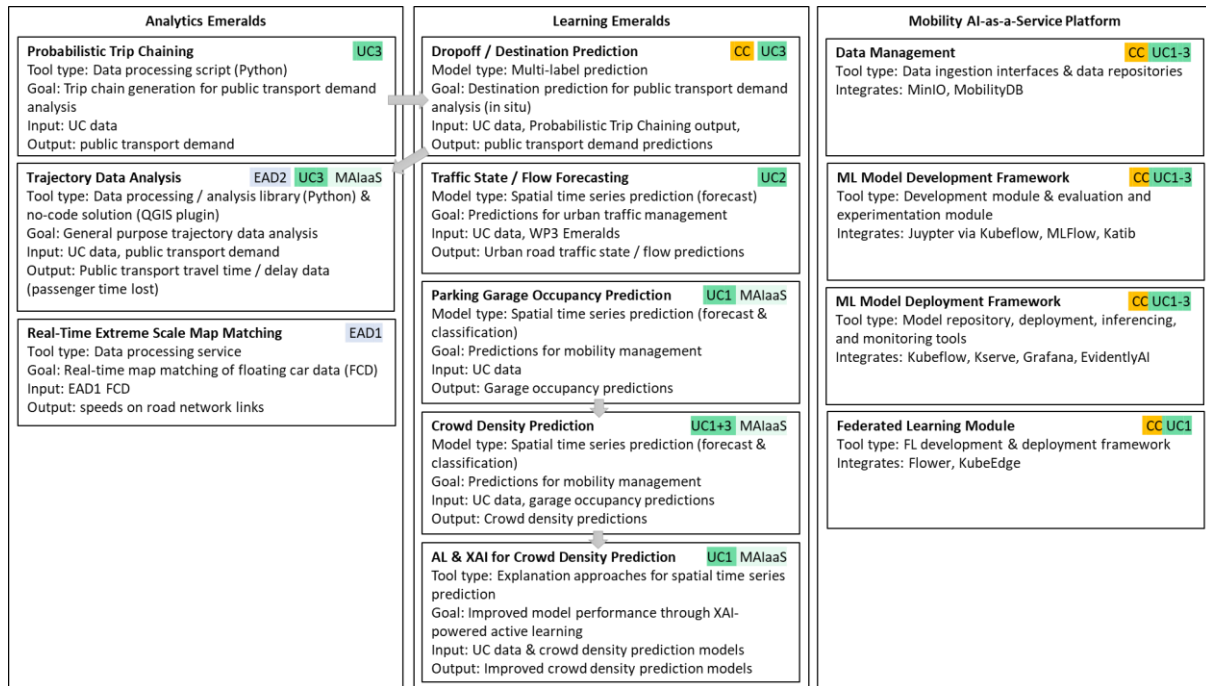 Analytics Emeralds
Probabilistic Trip Chaining UC3
Tool type: Data processing script (Python)
Goal: Trip chain generation for public transport demand
analysis
Input: UC data
Output: public transport demand
Trajectory Data Analysis EAD2 UC3 MAIaaS
Tool type: Data processing / analysis library (Python) &
no-code solution (QGIS plugin)
Goal: General purpose trajectory data analysis
Input: UC data, public transport demand
Output: Public transport travel time / delay data
(passenger time lost)
Real-Time Extreme Scale Map Matching EAD1
Tool type: Data processing service
Goal: Real-time map matching of floating car data (FCD)
Input: EAD1 FCD
Output: speeds on road network links
Learning Emeralds
Dropoff / Destination Prediction CC UC3
Model type: Multi-label prediction
Goal: Destination prediction for public transport demand
analysis (in situ)
Input: UC data, Probabilistic Trip Chaining output,
Output: public transport demand predictions
Traffic State / Flow Forecasting UC2
Model type: Spatial time series prediction (forecast)
Goal: Predictions for urban traffic management
Input: UC data, WP3 Emeralds
Output: Urban road traffic state / flow predictions
Parking Garage Occupancy Prediction UC1 MAIaaS
Model type: Spatial time series prediction (forecast &
classification)
Goal: Predictions for mobility management
Input: UC data
Output: Garage occupancy predictions
Crowd Density Prediction UC1+3 MAIaaS
Model type: Spatial time series prediction (forecast &
classification)
Goal: Predictions for mobility management
Input: UC data, garage occupancy predictions
Output: Crowd density predictions
AL & XAI for Crowd Density Prediction UC1 MAIaaS
Tool type: Explanation approaches for spatial time series
prediction
Goal: Improved model performance through XAI-
powered active learning
Input: UC data & crowd density prediction models
Output: Improved crowd density prediction models
Mobility AI-as-a-Service Platform
Data Management CC UC1-3
Tool type: Data ingestion interfaces & data repositories
Integrates: MinIO, MobilityDB
ML Model Development Framework CC UC1-3
Tool type: Development module & evaluation and
experimentation module
Integrates: Juypter via Kubeflow, MLFlow, Katib
ML Model Deployment Framework CC UC1-3
Tool type: Model repository, deployment, inferencing,
and monitoring tools
Integrates: Kubeflow, Kserve, Grafana, EvidentlyAI
Federated Learning Module CC UC1
Tool type: FL development & deployment framework
Integrates: Flower, KubeEdge